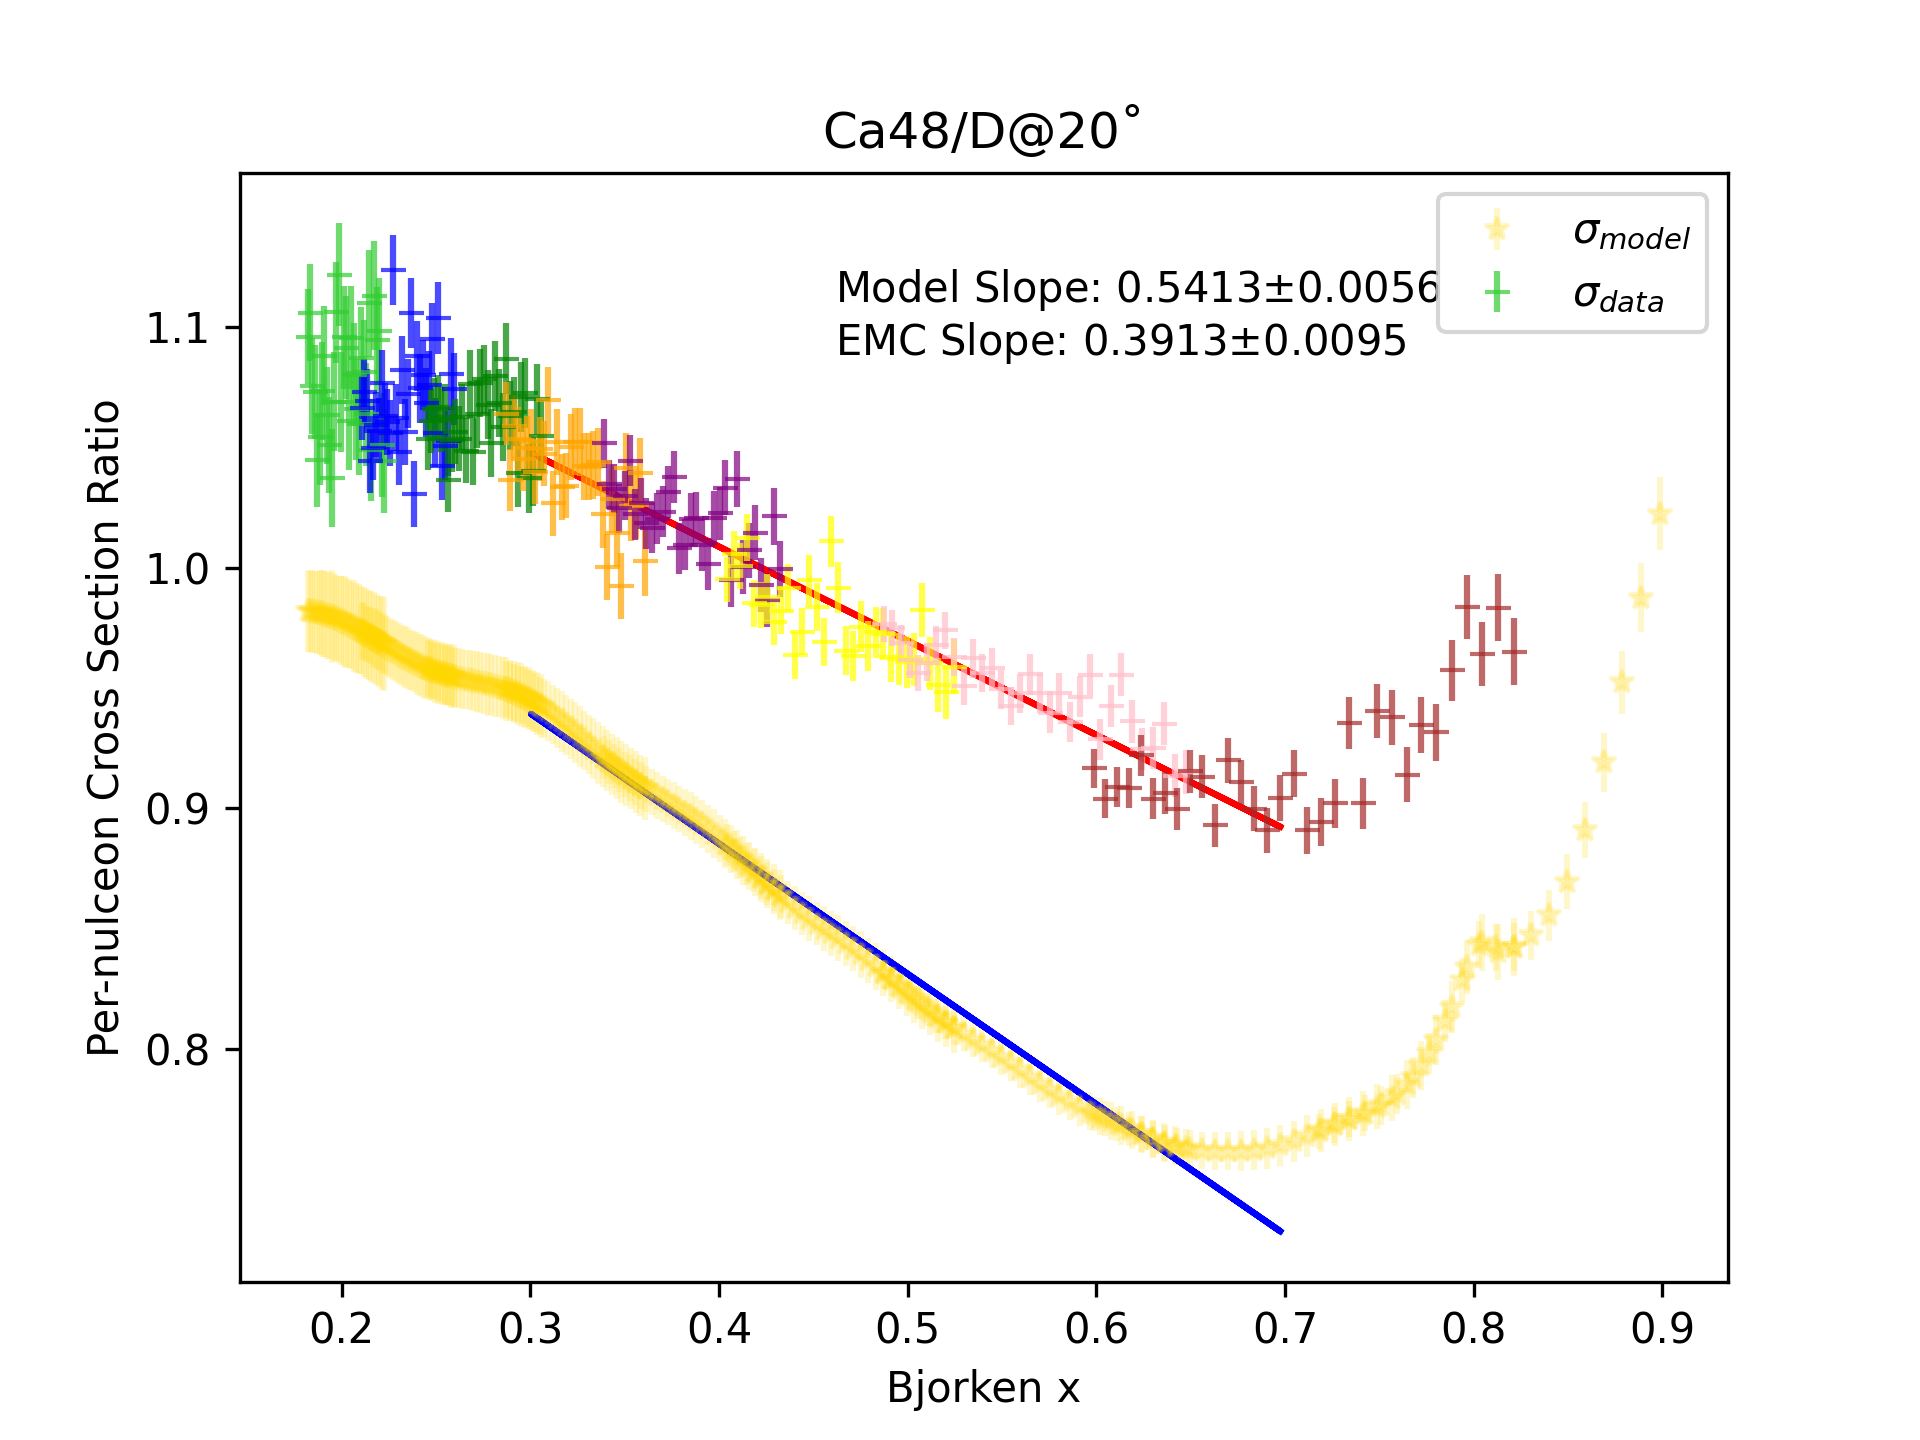 Ca48/D@20°
σmodel
σdata
Model Slope: 0.5413±0.0056
EMC Slope: 0.3913±0.0095
Per-nulceon Cross Section Ratio
1.1
1.0
0.9
0.8
0.2 0.3 0.4 0.5 0.6 0.7 0.8 0.9
Bjorken x